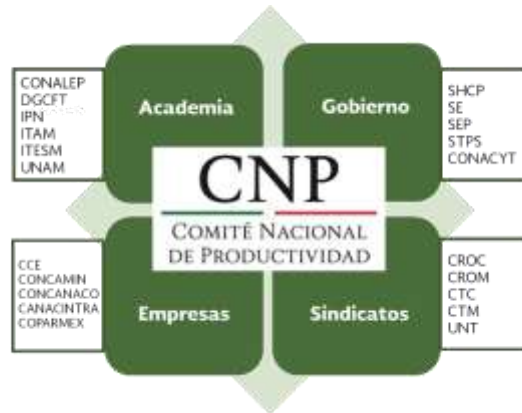 CONALEP
DGCFT
IPN
ITAM
ITESM
UNAM
Academia
Gobierno
SHCP
SE
SEP
STPS
CONACYT
CNP
COMITÉ NACIONAL
DE PRODUCTIVIDAD
CCE
CONCAMIN
CONCANACO
CANACINTRA
COPARMEX
Empresas
Sindicatos
CROC
CROM
CTC
CTM
UNT